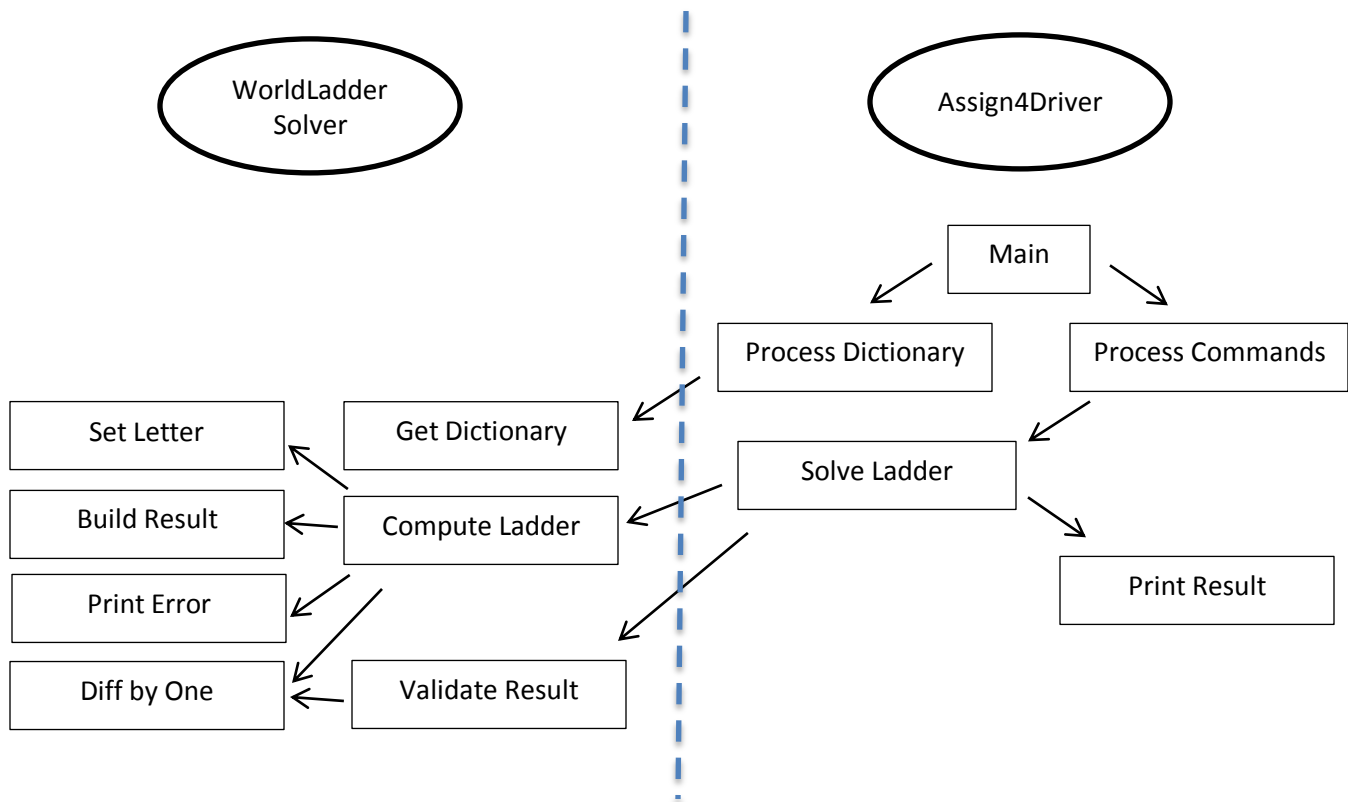 WorldLadder
Solver
Assign4Driver
Main
Process Dictionary
Process Commands
Set Letter
Get Dictionary
Solve Ladder
Build Result
Compute Ladder
Print Error
Print Result
Diff by One
Validate Result